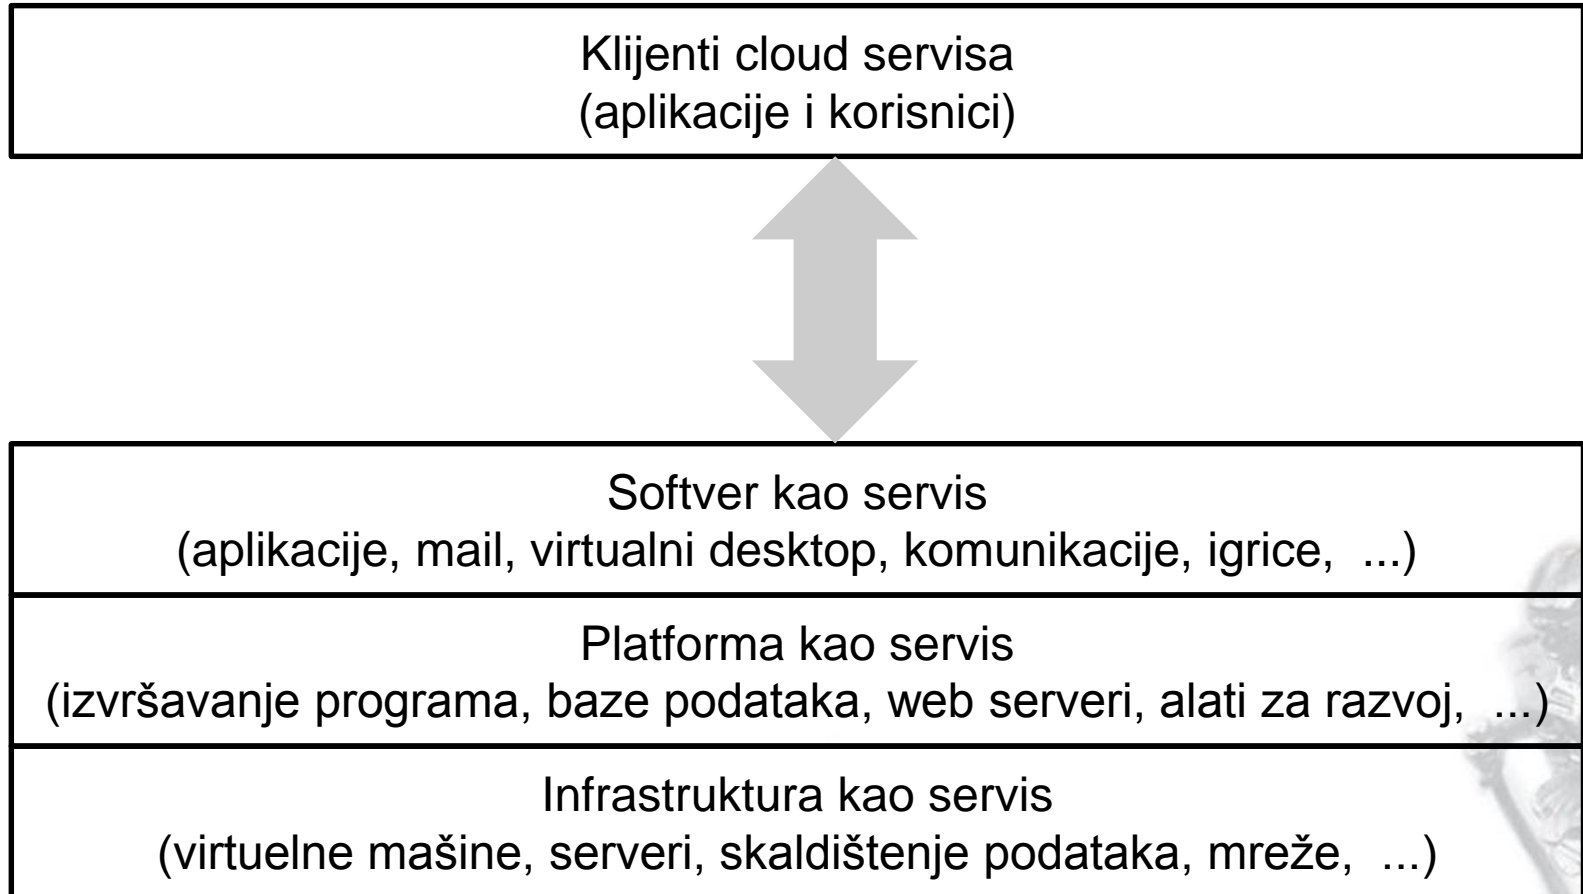 Klijenti cloud servisa
(aplikacije i korisnici)
Softver kao servis
(aplikacije, mail, virtualni desktop, komunikacije, igrice,  ...)
Platforma kao servis
(izvršavanje programa, baze podataka, web serveri, alati za razvoj,  ...)
Infrastruktura kao servis
(virtuelne mašine, serveri, skaldištenje podataka, mreže,  ...)